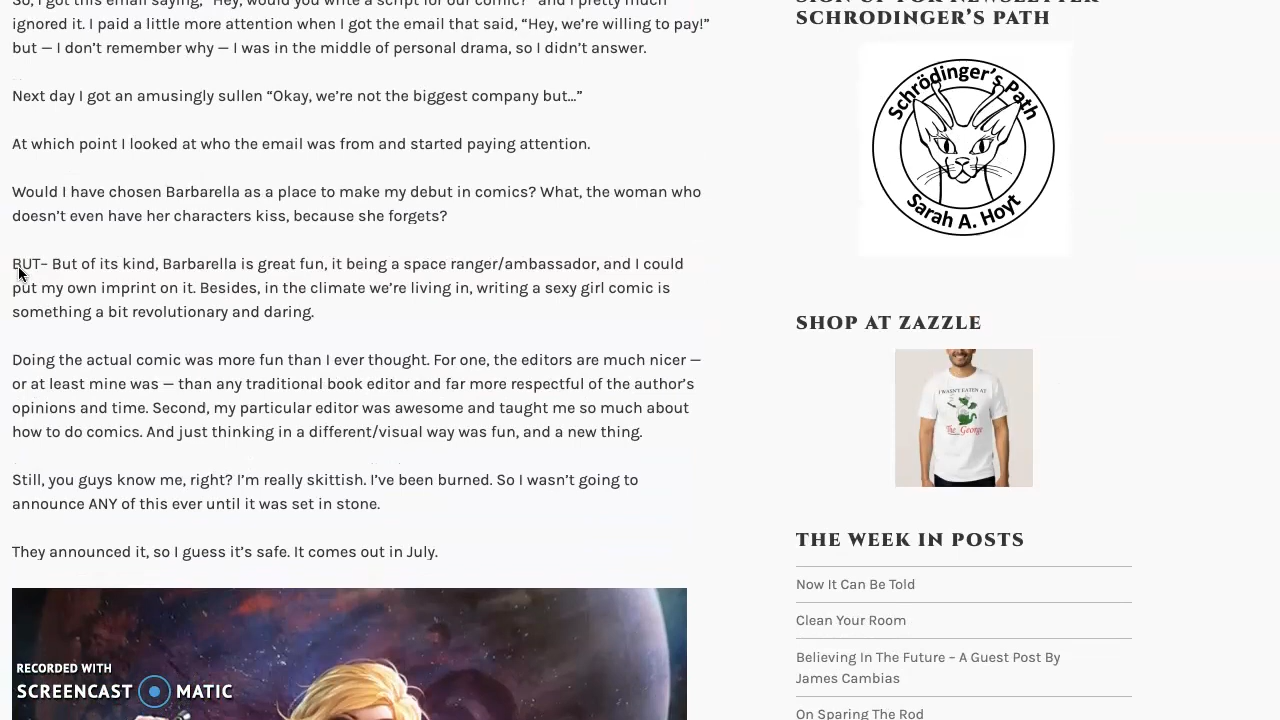 So, I got this email saying, “Hey, would you write a script for our comic?” and I pretty much
ignored it. I paid a little more attention when I got the email that said, “Hey, we’re willing to pay!”
but — I don’t remember why — I was in the middle of personal drama, so I didn’t answer.
Next day I got an amusingly sullen “Okay, we’re not the biggest company but…”
At which point I looked at who the email was from and started paying attention.
Would I have chosen Barbarella as a place to make my debut in comics? What, the woman who
doesn’t even have her characters kiss, because she forgets?
BUT– But of its kind, Barbarella is great fun, it being a space ranger/ambassador, and I could
put my own imprint on it. Besides, in the climate we’re living in, writing a sexy girl comic is
something a bit revolutionary and daring.
Doing the actual comic was more fun than I ever thought. For one, the editors are much nicer —
or at least mine was — than any traditional book editor and far more respectful of the author’s
opinions and time. Second, my particular editor was awesome and taught me so much about
how to do comics. And just thinking in a different/visual way was fun, and a new thing.
Still, you guys know me, right? I’m really skittish. I’ve been burned. So I wasn’t going to
announce ANY of this ever until it was set in stone.
They announced it, so I guess it’s safe. It comes out in July.
RECORDED WITH
SCREENCAST MATIC
SIGN UP FOR NEWSLETTER
SCHRODINGER’S PATH
Schrödinger’s Path
Sarah A. Hoyt
SHOP AT ZAZZLE
I WASN’T EATEN AT
The George
THE WEEK IN POSTS
Now It Can Be Told
Clean Your Room
Believing In The Future – A Guest Post By
James Cambias
On Sparing The Rod